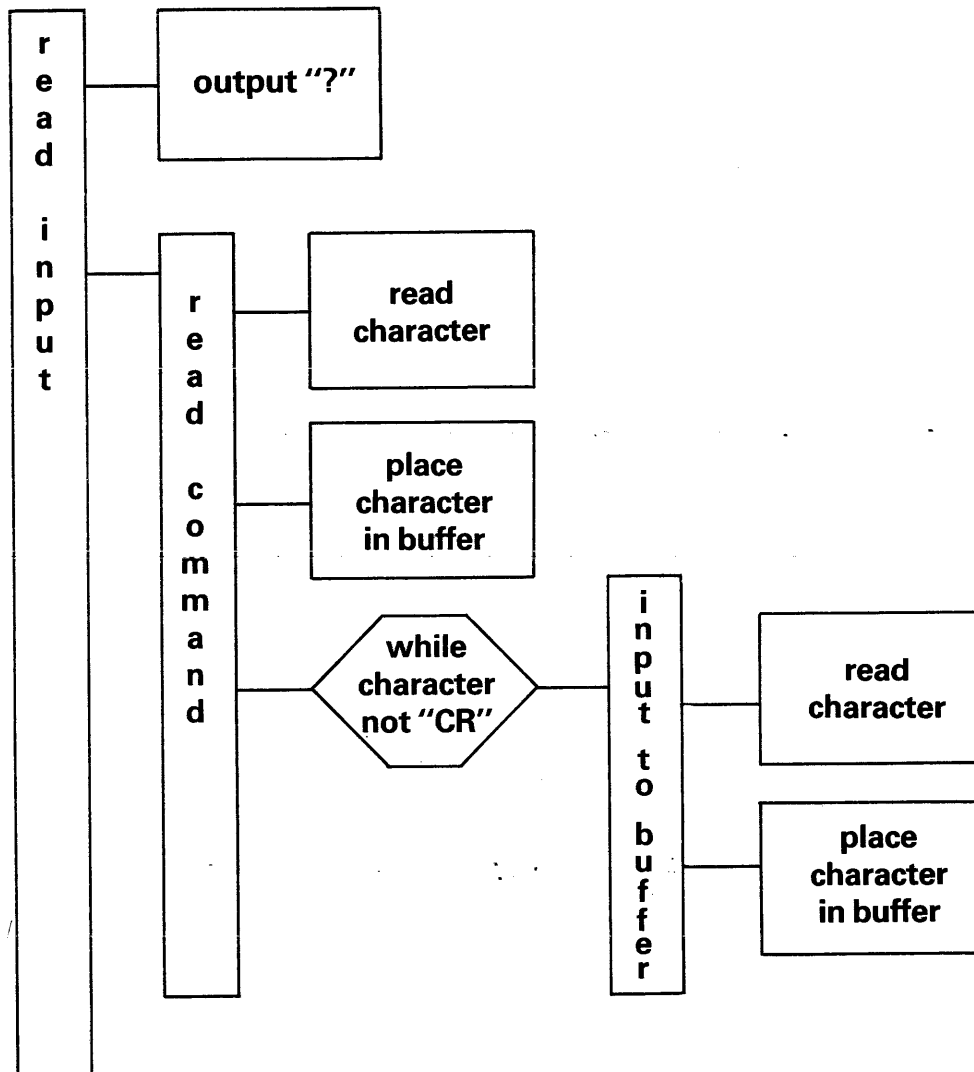 read input
output “?”
read command
read
character
place
character
in buffer
while
character
not “CR”
input to buffer
read
character
place
character
in buffer